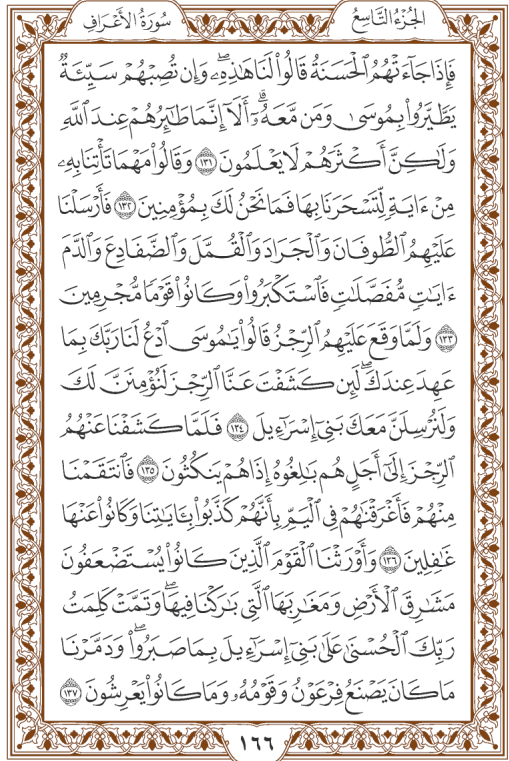 الجُزْءُ التَّاسِعُ
سُورَةُ الأَعْرَافِ
فَإِذَا جَآءَتْهُمُ ٱلْحَسَنَةُ قَالُوا۟ لَنَا هَٰذِهِۦۖ وَإِن تُصِبْهُمْ سَيِّئَةٌۭ
يَطَّيَّرُوا۟ بِمُوسَىٰ وَمَن مَّعَهُۥٓۗ أَلَآ إِنَّمَا طَٰٓئِرُهُمْ عِندَ ٱللَّهِ
وَلَٰكِنَّ أَكْثَرَهُمْ لَا يَعْلَمُونَ ١٣١ وَقَالُوا۟ مَهْمَا تَأْتِنَا بِهِۦ
مِنْ ءَايَةٍۢ لِّتَسْحَرَنَا بِهَا فَمَا نَحْنُ لَكَ بِمُؤْمِنِينَ ١٣٢ فَأَرْسَلْنَا
عَلَيْهِمُ ٱلطُّوفَانَ وَٱلْجَرَادَ وَٱلْقُمَّلَ وَٱلضَّفَادِعَ وَٱلدَّمَ
ءَايَٰتٍۢ مُّفَصَّلَٰتٍۢ فَٱسْتَكْبَرُوا۟ وَكَانُوا۟ قَوْمًۭا مُّجْرِمِينَ
١٣٣ وَلَمَّا وَقَعَ عَلَيْهِمُ ٱلرِّجْزُ قَالُوا۟ يَٰمُوسَى ٱدْعُ لَنَا رَبَّكَ بِمَا
عَهِدَ عِندَكَۖ لَئِن كَشَفْتَ عَنَّا ٱلرِّجْزَ لَنُؤْمِنَنَّ لَكَ
وَلَنُرْسِلَنَّ مَعَكَ بَنِىٓ إِسْرَٰٓءِيلَ ١٣٤ فَلَمَّا كَشَفْنَا عَنْهُمُ
ٱلرِّجْزَ إِلَىٰٓ أَجَلٍ هُم بَٰلِغُوهُ إِذَا هُمْ يَنكُثُونَ ١٣٥ فَٱنتَقَمْنَا
مِنْهُمْ فَأَغْرَقْنَٰهُمْ فِى ٱلْيَمِّ بِأَنَّهُمْ كَذَّبُوا۟ بِـَٔايَٰتِنَا وَكَانُوا۟ عَنْهَا
غَٰفِلِينَ ١٣٦ وَأَوْرَثْنَا ٱلْقَوْمَ ٱلَّذِينَ كَانُوا۟ يُسْتَضْعَفُونَ
مَشَٰرِقَ ٱلْأَرْضِ وَمَغَٰرِبَهَا ٱلَّتِى بَٰرَكْنَا فِيهَاۖ وَتَمَّتْ كَلِمَتُ
رَبِّكَ ٱلْحُسْنَىٰ عَلَىٰ بَنِىٓ إِسْرَٰٓءِيلَ بِمَا صَبَرُوا۟ۖ وَدَمَّرْنَا
مَا كَانَ يَصْنَعُ فِرْعَوْنُ وَقَوْمُهُۥ وَمَا كَانُوا۟ يَعْرِشُونَ ١٣٧
١٦٦